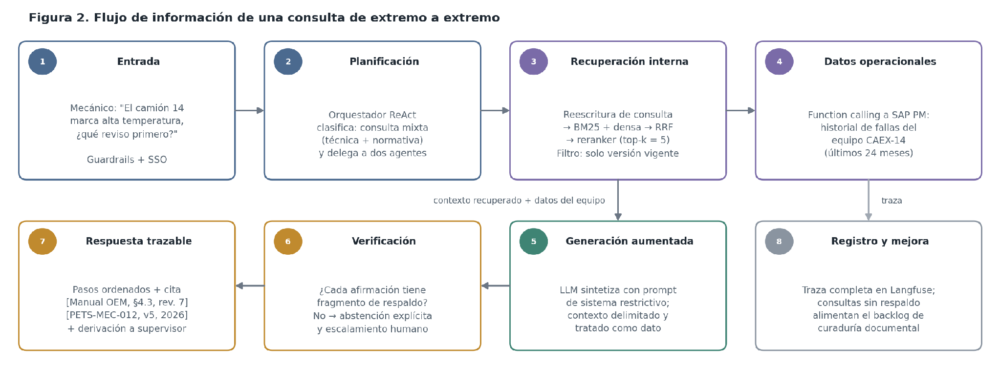 Figura 2. Flujo de información de una consulta de extremo a extremo
1
Entrada
Mecánico: "El camión 14
marca alta temperatura,
¿qué reviso primero?"
Guardrails + SSO
2
Planificación
Orquestador ReAct
clasifica: consulta mixta
(técnica + normativa)
y delega a dos agentes
3
Recuperación interna
Reescritura de consulta
→ BM25 + densa → RRF
→ reranker (top-k = 5)
Filtro: solo versión vigente
4
Datos operacionales
Function calling a SAP PM:
historial de fallas del
equipo CAEX-14
(últimos 24 meses)
contexto recuperado + datos del equipo
traza
5
Generación aumentada
LLM sintetiza con prompt
de sistema restrictivo;
contexto delimitado y
tratado como dato
6
Verificación
¿Cada afirmación tiene
fragmento de respaldo?
No → abstención explícita
y escalamiento humano
7
Respuesta trazable
Pasos ordenados + cita
[Manual OEM, §4.3, rev. 7]
[PETS-MEC-012, v5, 2026]
+ derivación a supervisor
8
Registro y mejora
Traza completa en Langfuse;
consultas sin respaldo
alimentan el backlog de
curaduría documental